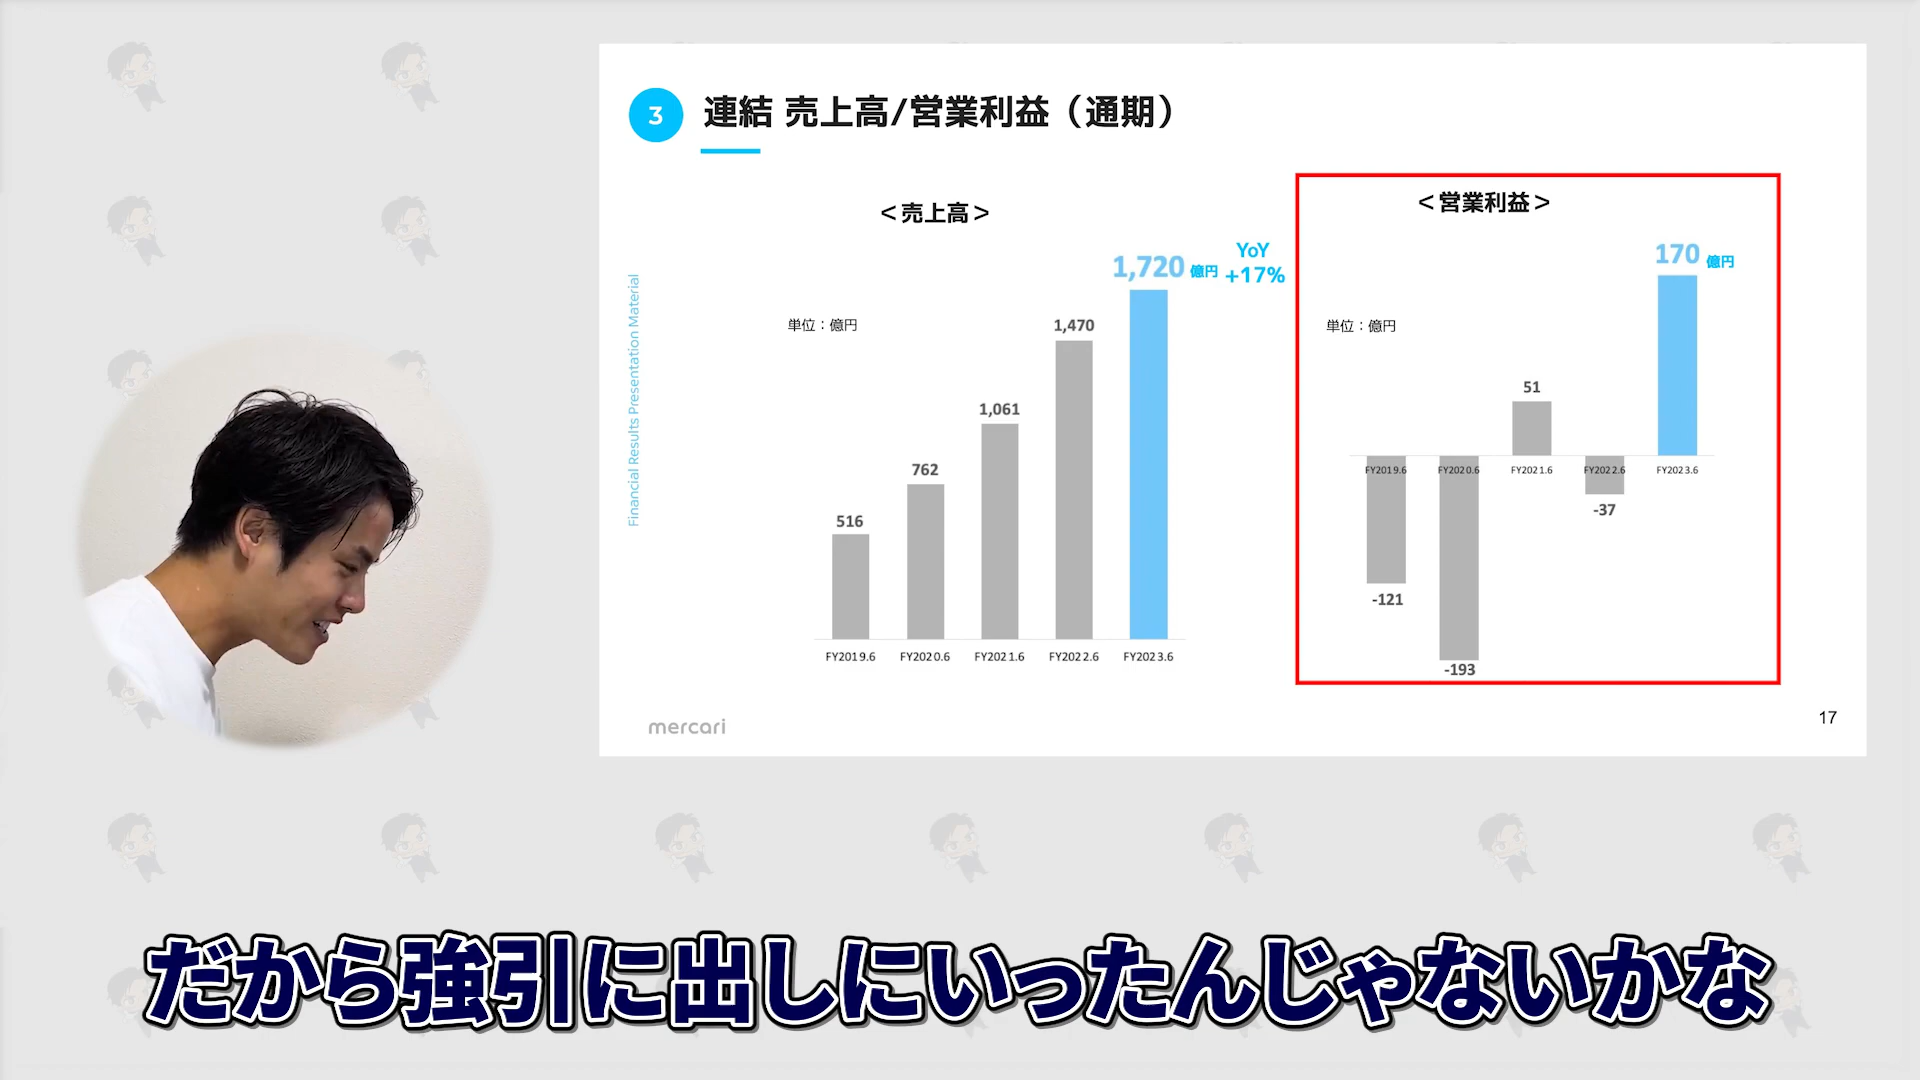 3 連結 売上高/営業利益（通期）
＜売上高＞
1,720 億円
YoY
+17%
単位：億円
1,470
1,061
762
516
FY2019.6 FY2020.6 FY2021.6 FY2022.6 FY2023.6
＜営業利益＞
170 億円
単位：億円
51
FY2019.6 FY2020.6 FY2021.6 FY2022.6 FY2023.6
-37
-121
-193
Financial Results Presentation Material
mercari
17
だから強引に出しにいったんじゃないかな